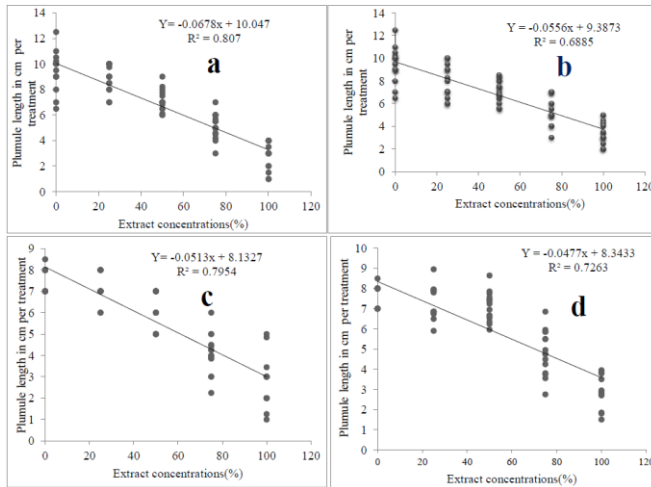 Y= -0.0678x + 10.047
R² = 0.807
a
Plumule length in cm per
treatment
14
12
10
8
6
4
2
0
0 20 40 60 80 100 120
Extract concentrations(%)
Y= -0.0556x + 9.3873
R² = 0.6885
b
Plumule length in cm per
treatment
14
12
10
8
6
4
2
0
0 20 40 60 80 100 120
Extract concentrations(%)
Y= -0.0513x + 8.1327
R² = 0.7954
c
Plumule length in cm per treatment
9
8
7
6
5
4
3
2
1
0
0 20 40 60 80 100 120
Extract concentrations(%)
Y = -0.0477x + 8.3433
R² = 0.7263
d
Plumule length in cm per treatment
10
9
8
7
6
5
4
3
2
1
0
0 20 40 60 80 100 120
Extract concentrations(%)